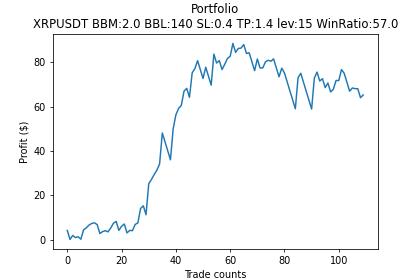 Portfolio
XRPUSDT BBM:2.0 BBL:140 SL:0.4 TP:1.4 lev:15 WinRatio:57.0
80
60
40
20
0
Profit ($)
0 20 40 60 80 100
Trade counts